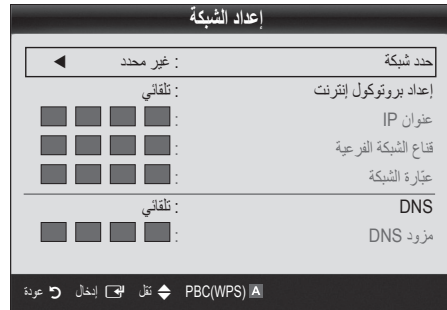 إعداد الشبكة
حدد شبكة : غير محدد ◀
إعداد بروتوكول إنترنت : تلقائي
عنوان IP :
قناع الشبكة الفرعية :
عبّارة الشبكة :
DNS : تلقائي
مزود DNS :
A PBC(WPS) نقل إدخال عودة